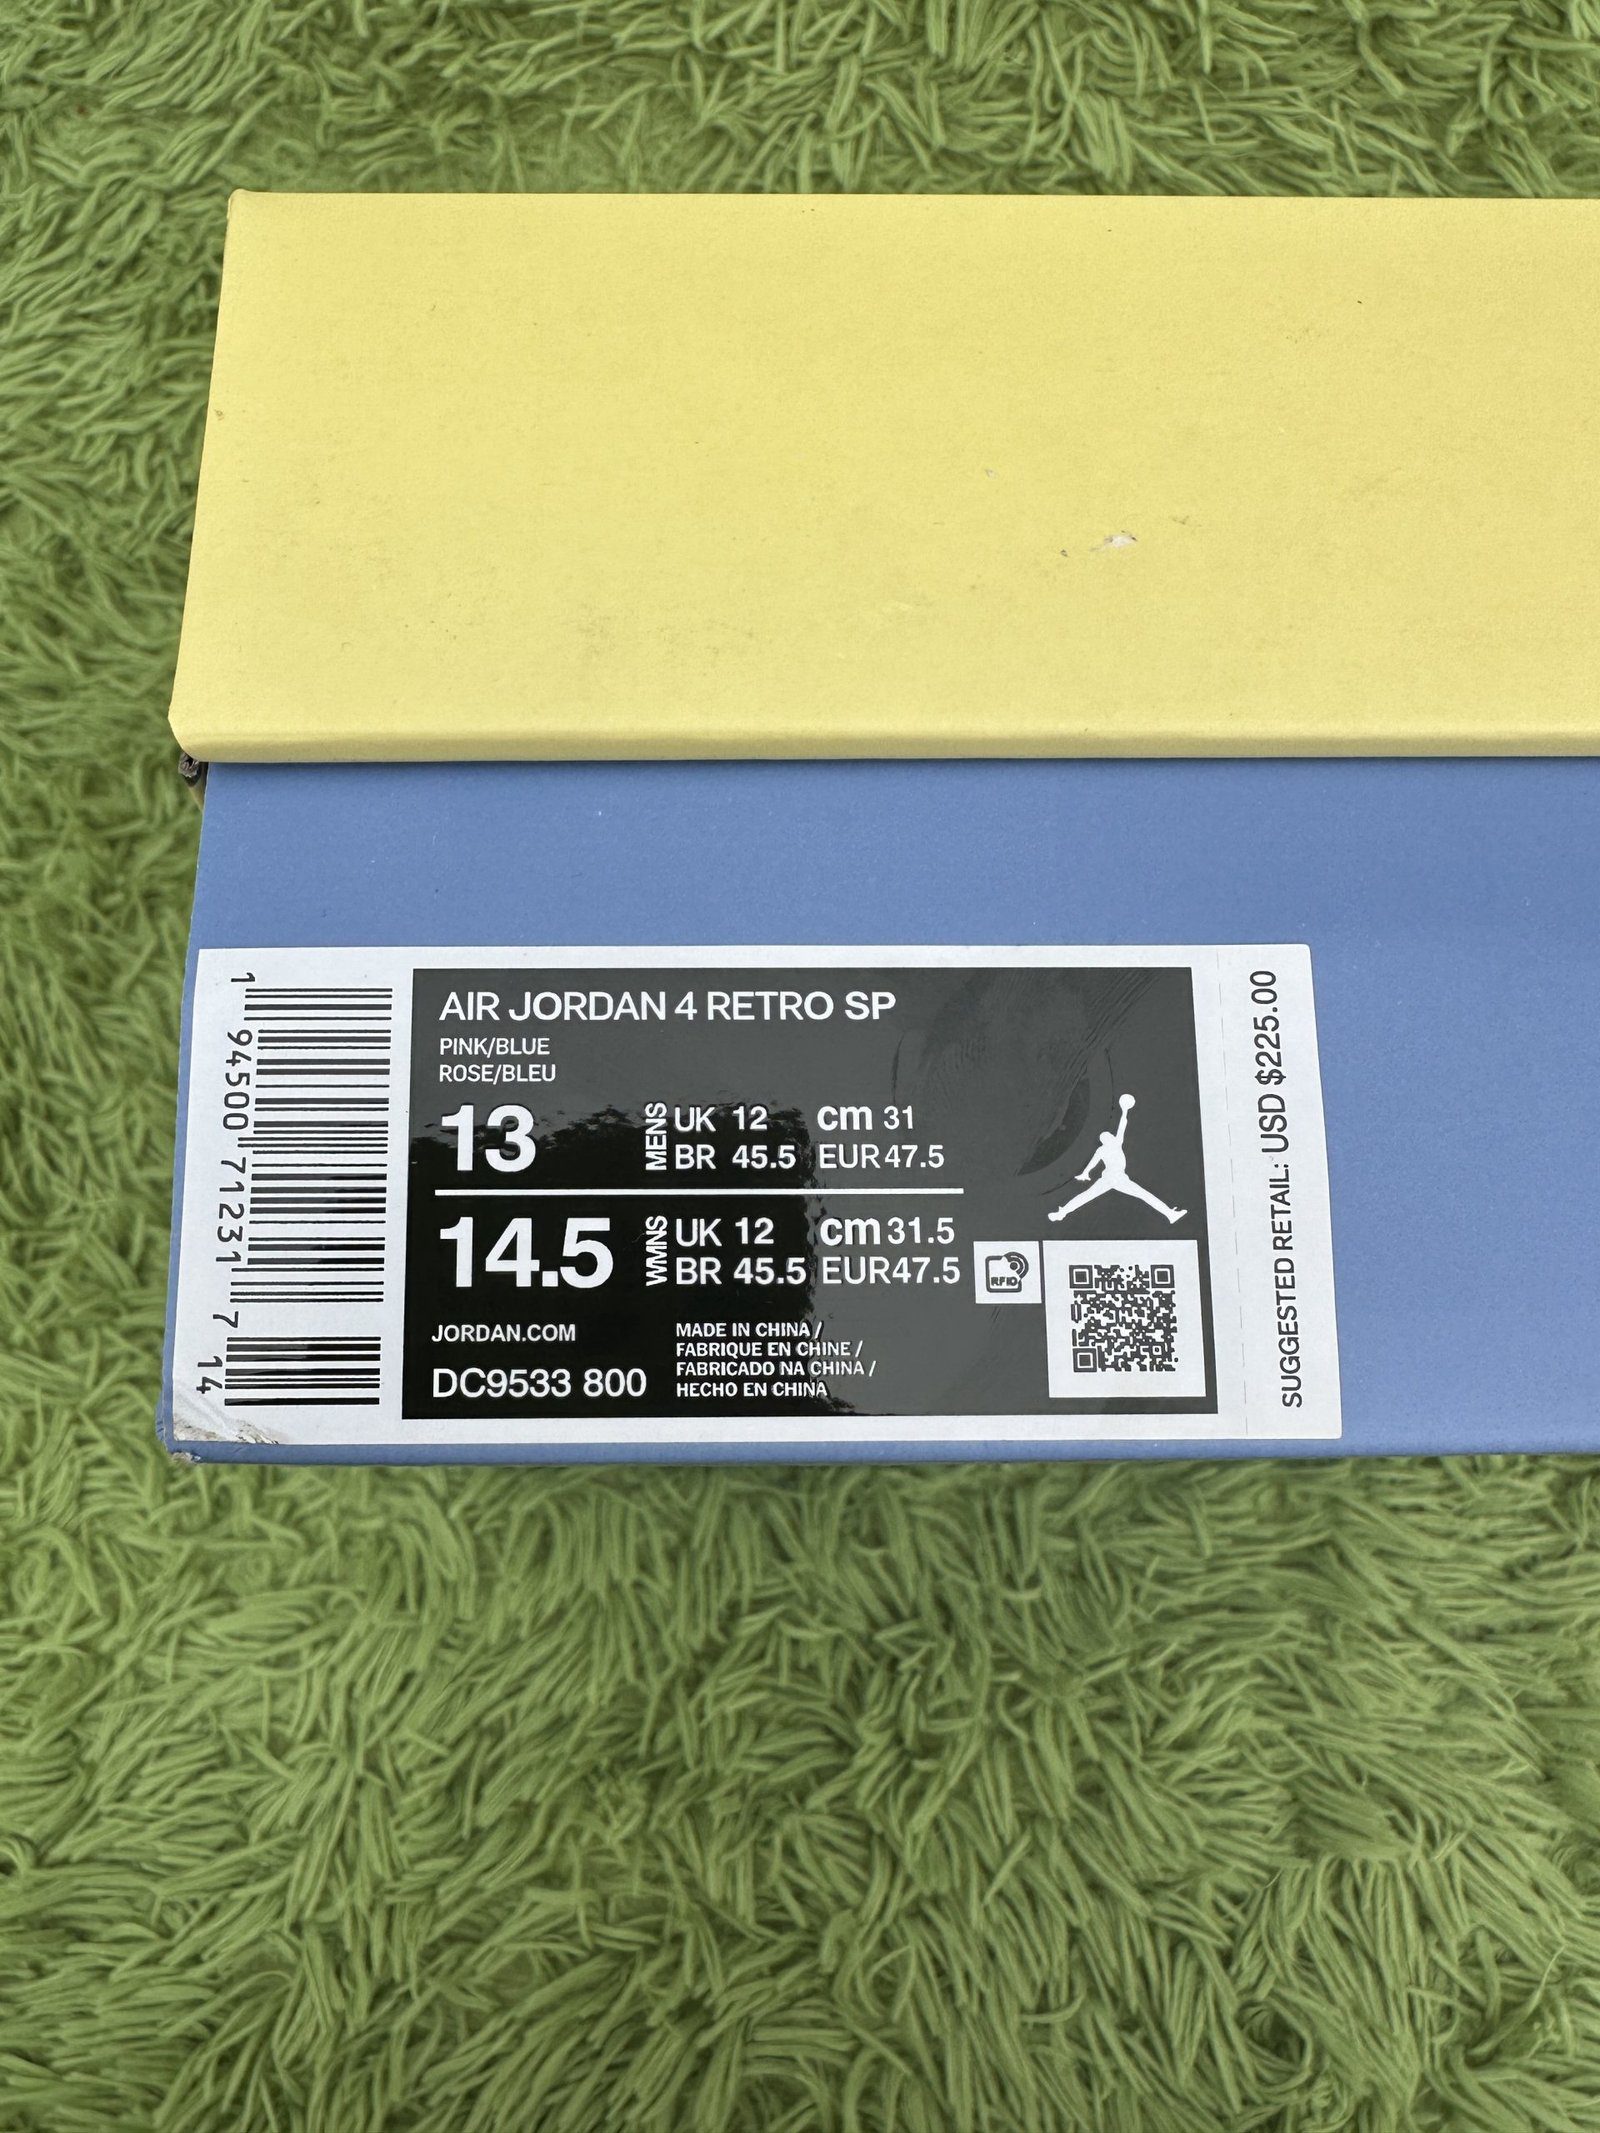 AIR JORDAN 4 RETRO SP
PINK/BLUE
ROSE/BLEU
13 MENS UK 12 cm 31
BR 45.5 EUR 47.5
14.5 WMNS UK 12 cm 31.5
BR 45.5 EUR 47.5
RFID
JORDAN.COM
DC9533 800
MADE IN CHINA /
FABRIQUE EN CHINE /
FABRICADO NA CHINA /
HECHO EN CHINA
1 94500 71231 7 14
SUGGESTED RETAIL: USD $225.00